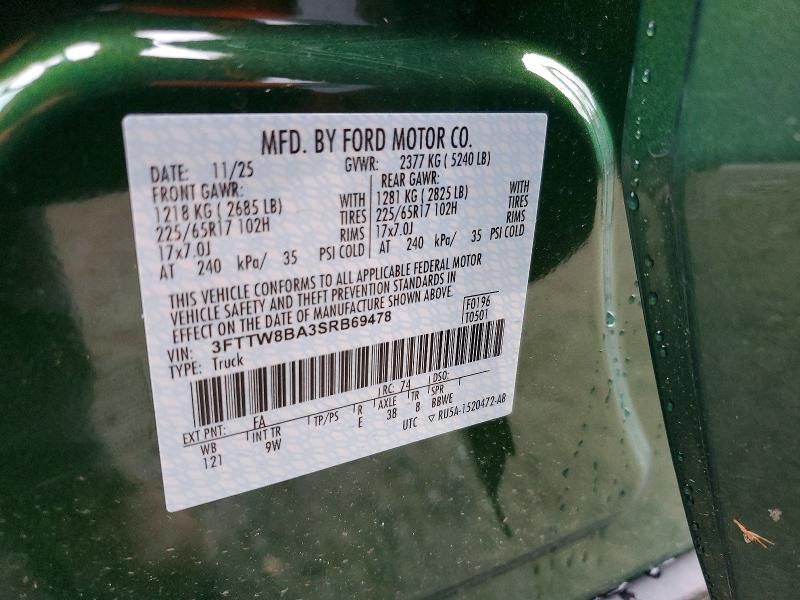 MFD. BY FORD MOTOR CO.
DATE: 11/25 GVWR: 2377 KG ( 5240 LB)
FRONT GAWR: REAR GAWR:
1218 KG ( 2685 LB) WITH 1281 KG ( 2825 LB) WITH
225/65R17 102H TIRES 225/65R17 102H TIRES
17x7.0J RIMS 17x7.0J RIMS
AT 240 kPa/ 35 PSI COLD AT 240 kPa/ 35 PSI COLD
THIS VEHICLE CONFORMS TO ALL APPLICABLE FEDERAL MOTOR
VEHICLE SAFETY AND THEFT PREVENTION STANDARDS IN
EFFECT ON THE DATE OF MANUFACTURE SHOWN ABOVE.
F0196
T0501
VIN: 3FTTW8BA3SRB69478
TYPE: Truck
EXT PNT: FA RC: 74 DSO:
WB INT TR TP/PS R AXLE TR SPR
121 9W E 38 8 BBWE
UTC ▽ RU5A-1520472-AB